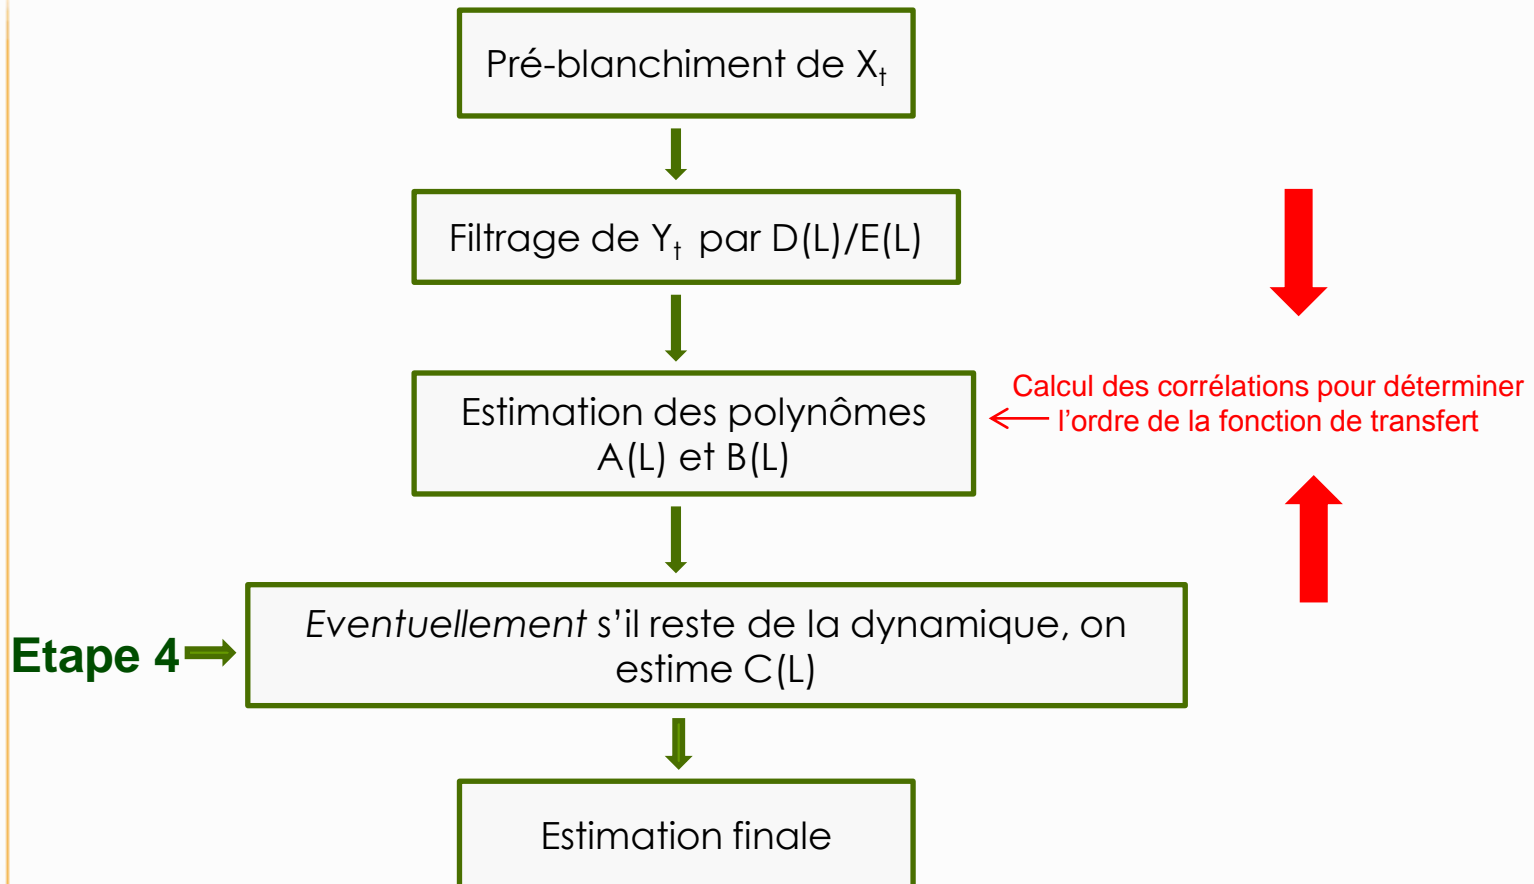 Pré-blanchiment de Xₜ
Filtrage de Yₜ par D(L)/E(L)
Estimation des polynômes
A(L) et B(L)
Calcul des corrélations pour déterminer
l’ordre de la fonction de transfert
Etape 4
Eventuellement s’il reste de la dynamique, on
estime C(L)
Estimation finale